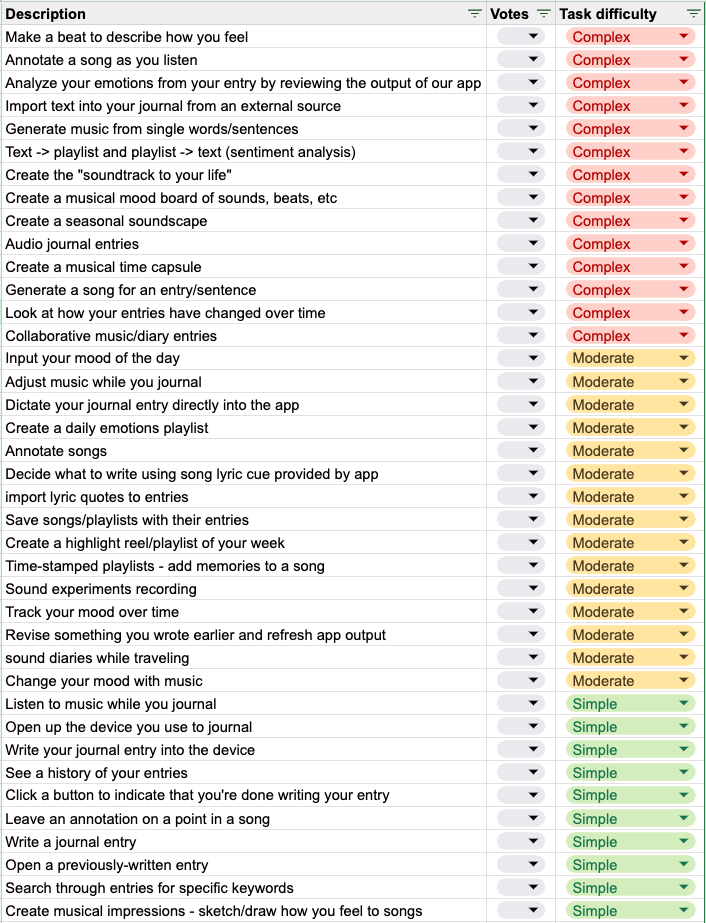 Description Votes Task difficulty
Make a beat to describe how you feel Complex
Annotate a song as you listen Complex
Analyze your emotions from your entry by reviewing the output of our app Complex
Import text into your journal from an external source Complex
Generate music from single words/sentences Complex
Text -> playlist and playlist -> text (sentiment analysis) Complex
Create the "soundtrack to your life" Complex
Create a musical mood board of sounds, beats, etc Complex
Create a seasonal soundscape Complex
Audio journal entries Complex
Create a musical time capsule Complex
Generate a song for an entry/sentence Complex
Look at how your entries have changed over time Complex
Collaborative music/diary entries Complex
Input your mood of the day Moderate
Adjust music while you journal Moderate
Dictate your journal entry directly into the app Moderate
Create a daily emotions playlist Moderate
Annotate songs Moderate
Decide what to write using song lyric cue provided by app Moderate
import lyric quotes to entries Moderate
Save songs/playlists with their entries Moderate
Create a highlight reel/playlist of your week Moderate
Time-stamped playlists - add memories to a song Moderate
Sound experiments recording Moderate
Track your mood over time Moderate
Revise something you wrote earlier and refresh app output Moderate
sound diaries while traveling Moderate
Change your mood with music Moderate
Listen to music while you journal Simple
Open up the device you use to journal Simple
Write your journal entry into the device Simple
See a history of your entries Simple
Click a button to indicate that you're done writing your entry Simple
Leave an annotation on a point in a song Simple
Write a journal entry Simple
Open a previously-written entry Simple
Search through entries for specific keywords Simple
Create musical impressions - sketch/draw how you feel to songs Simple